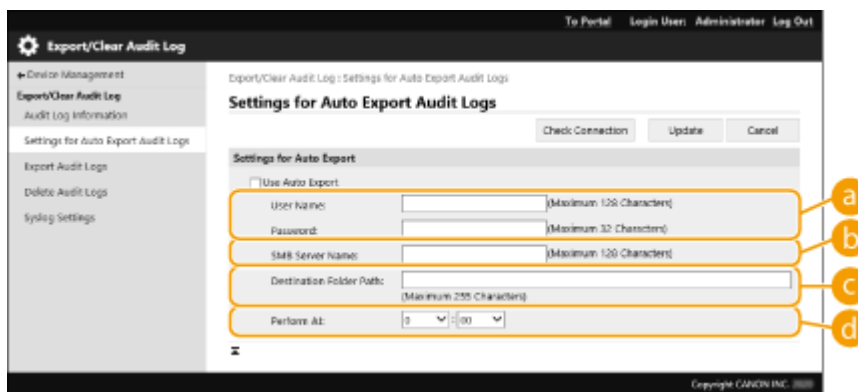 To Portal Login User: Administrator Log Out
Export/Clear Audit Log
Device Management
Export/Clear Audit Log
Audit Log Information
Settings for Auto Export Audit Logs
Export Audit Logs
Delete Audit Logs
Syslog Settings
Export/Clear Audit Log : Settings for Auto Export Audit Logs
Settings for Auto Export Audit Logs
Check Connection Update Cancel
Settings for Auto Export
Use Auto Export
User Name: (Maximum 128 Characters) a
Password: (Maximum 32 Characters)
SMB Server Name: (Maximum 128 Characters) b
Destination Folder Path: c
(Maximum 255 Characters)
Perform At: 0 : 00 d
Copyright CANON INC.